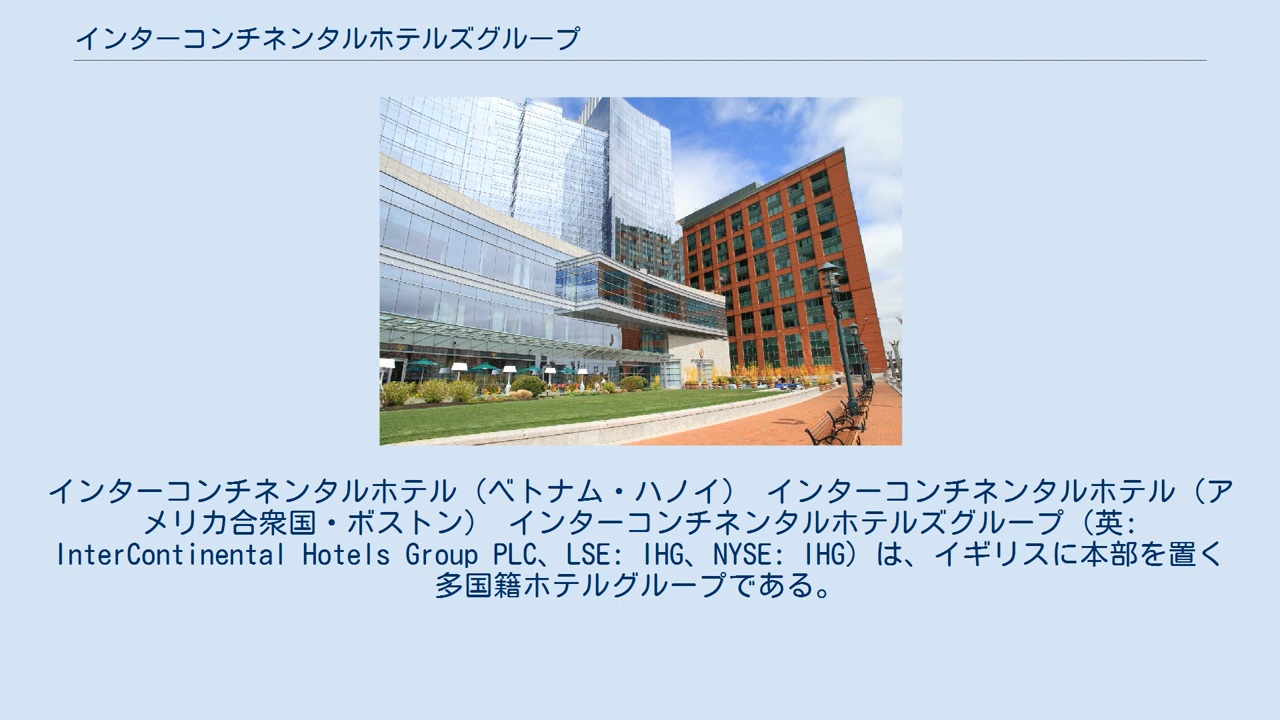 インターコンチネンタルホテルズグループ
インターコンチネンタルホテル（ベトナム・ハノイ） インターコンチネンタルホテル（ア
メリカ合衆国・ボストン） インターコンチネンタルホテルズグループ（英:
InterContinental Hotels Group PLC、LSE: IHG、NYSE: IHG）は、イギリスに本部を置く
多国籍ホテルグループである。